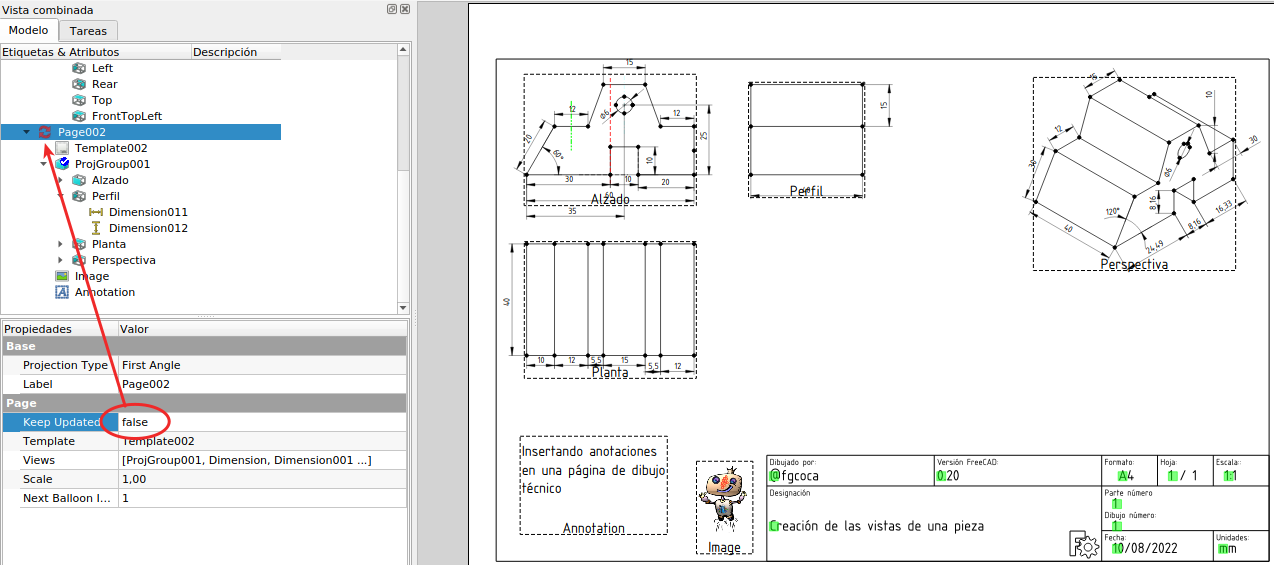 Vista combinada
Modelo
Tareas
Etiquetas & Atributos
Descripción
Left
Rear
Top
FrontTopLeft
Page002
Template002
ProjGroup001
Alzado
Perfil
Dimension011
Dimension012
Planta
Perspectiva
Image
Annotation
Propiedades
Valor
Base
Projection Type
First Angle
Label
Page002
Page
Keep Updated
false
Template
Template002
Views
[ProjGroup001, Dimension, Dimension001 ...]
Scale
1,00
Next Balloon I...
1
15
12
⌀6
12
20
60°
25
10
30
10
20
60
Alzado
35
15
Perfil
15
10
12
30
⌀6
30
120°
8,16
16,33
40
8,16
24,49
Perspectiva
40
10
12
5,5
15
5,5
12
Planta
Insertando anotaciones
en una página de dibujo
técnico
Annotation
Image
Dibujado por:
@fgcoca
Versión FreeCAD:
0.20
Formato:
A4
Hoja:
1 / 1
Escala:
1:1
Designación
Creación de las vistas de una pieza
Parte número
1
Dibujo número:
1
Fecha:
10/08/2022
Unidades:
mm